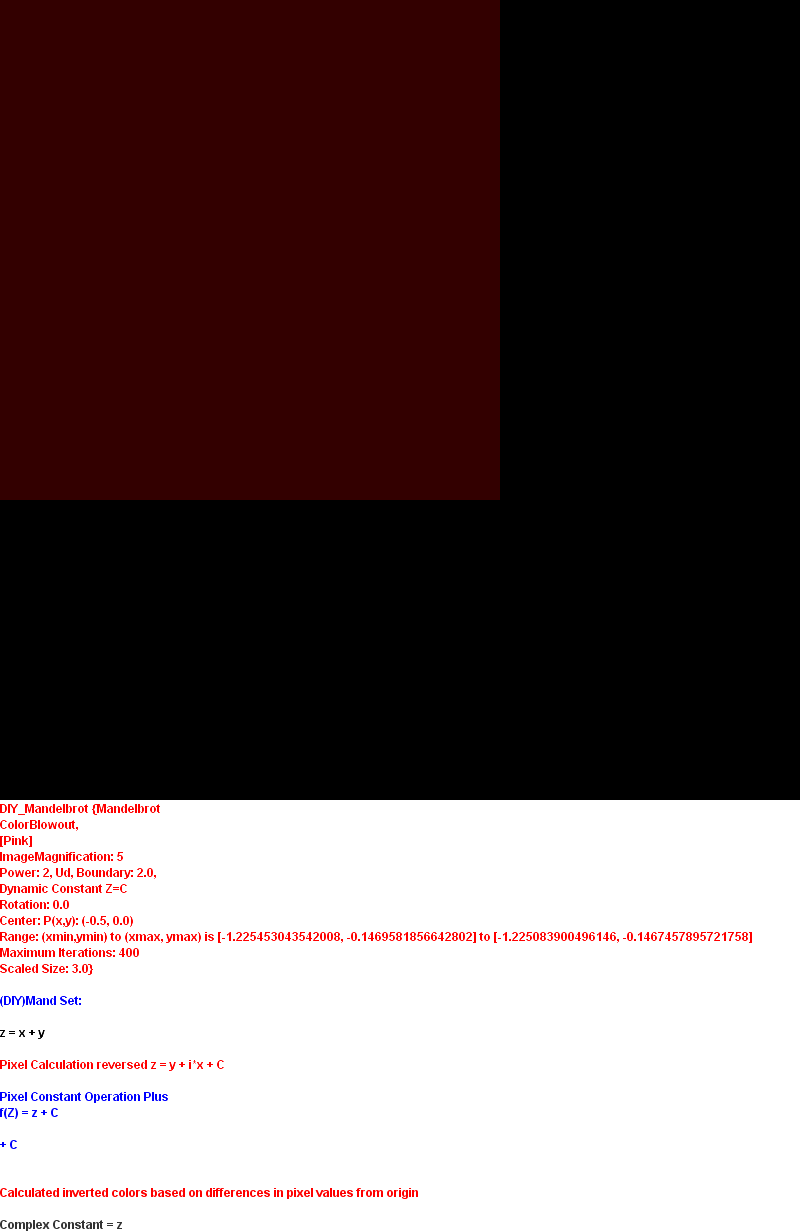 DIY_Mandelbrot {Mandelbrot
ColorBlowout,
[Pink]
ImageMagnification: 5
Power: 2, Ud, Boundary: 2.0,
Dynamic Constant Z=C
Rotation: 0.0
Center: P(x,y): (-0.5, 0.0)
Range: (xmin,ymin) to (xmax, ymax) is [-1.225453043542008, -0.1469581856642802] to [-1.225083900496146, -0.1467457895721758]
Maximum Iterations: 400
Scaled Size: 3.0}
(DIY)Mand Set:
z = x + y
Pixel Calculation reversed z = y + i*x + C
Pixel Constant Operation Plus
f(Z) = z + C
+ C
Calculated inverted colors based on differences in pixel values from origin
Complex Constant = z